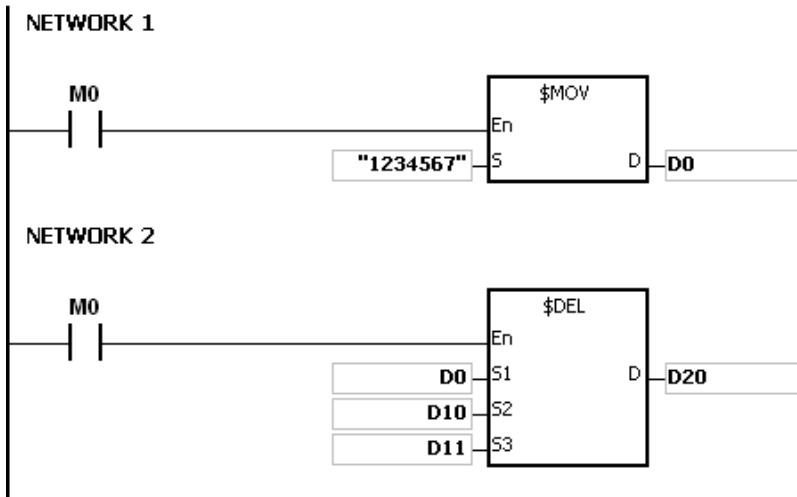 NETWORK 1
M0
$MOV
En
"1234567" S D D0
NETWORK 2
M0
$DEL
En
D0 S1 D D20
D10 S2
D11 S3